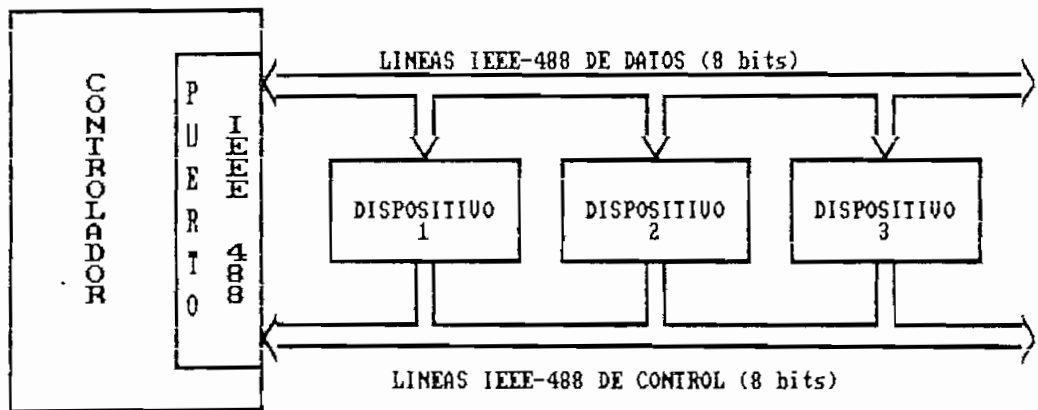 CONTROLADOR
PUERTO
IEEE 488
LINEAS IEEE-488 DE DATOS (8 bits)
DISPOSITIVO
1
DISPOSITIVO
2
DISPOSITIVO
3
LINEAS IEEE-488 DE CONTROL (8 bits)